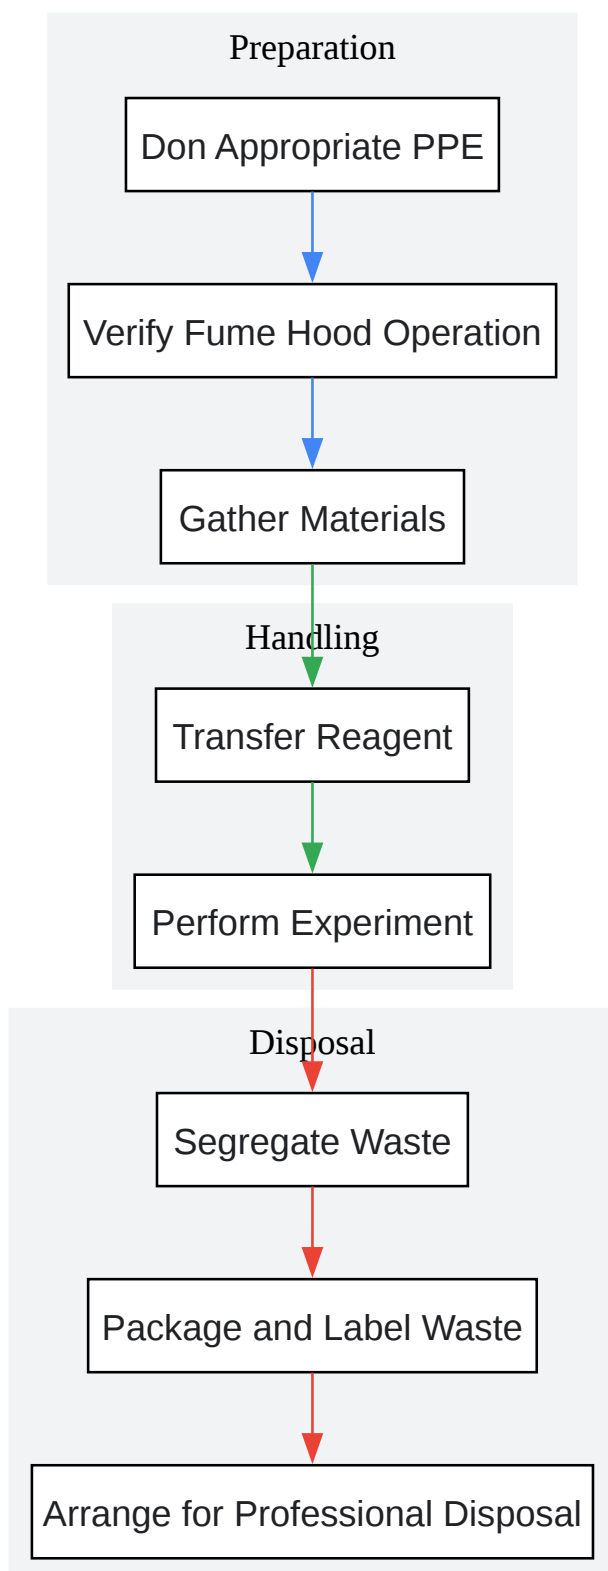 Preparation
Don Appropriate PPE
Verify Fume Hood Operation
Gather Materials
Handling
Transfer Reagent
Perform Experiment
Disposal
Segregate Waste
Package and Label Waste
Arrange for Professional Disposal